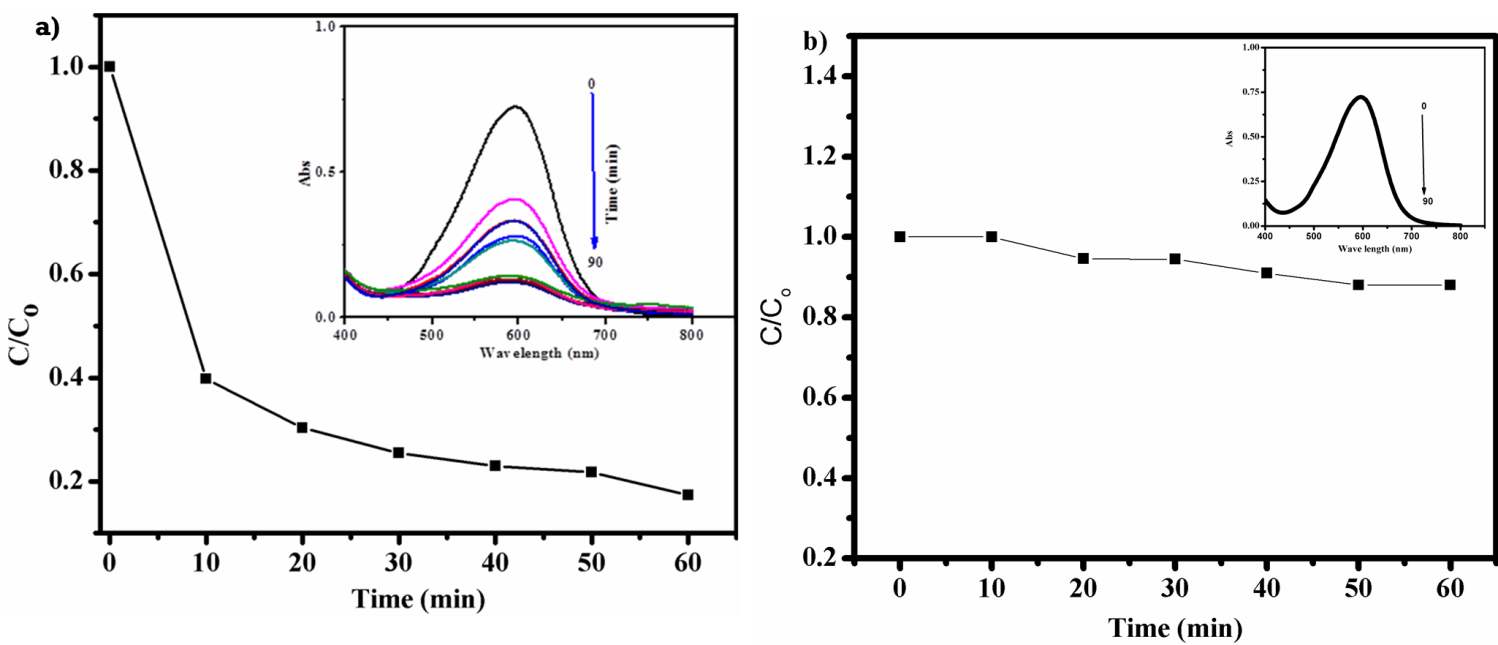 a)
C/C₀
1.0
0.8
0.6
0.4
0.2
0 10 20 30 40 50 60
Time (min)
Abs
1.0
0.5
0.0
400 500 600 700 800
Wavelength (nm)
0
Time (min)
90
b)
C/C₀
1.4
1.2
1.0
0.8
0.6
0.4
0.2
0 10 20 30 40 50 60
Time (min)
Abs
1.00
0.75
0.50
0.25
0.00
400 500 600 700 800
Wave length (nm)
0
90